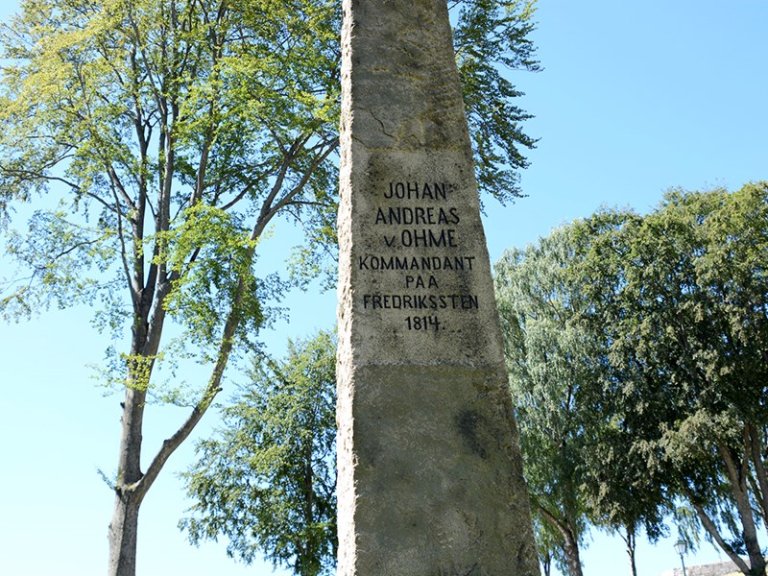 JOHAN
ANDREAS
v. OHME
KOMMANDANT
PAA
FREDRIKSSTEN
1814.